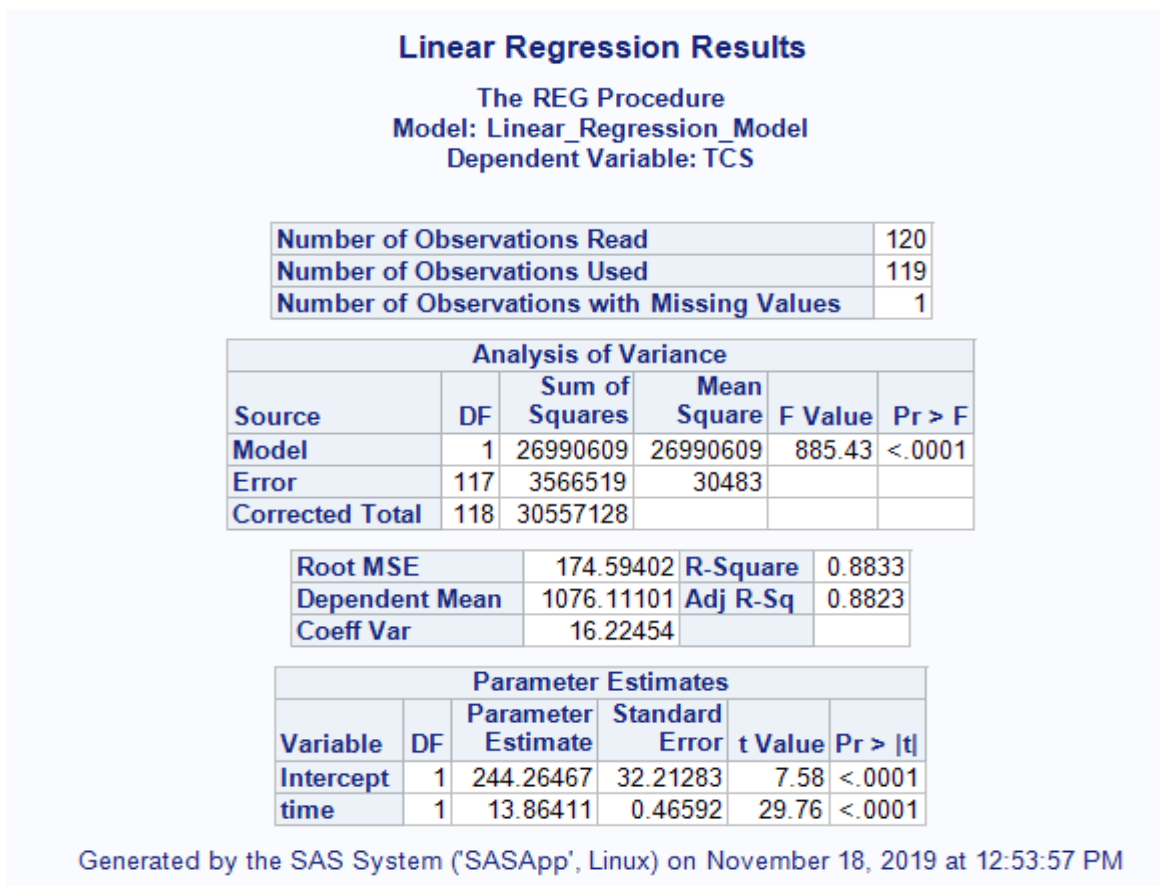 Linear Regression Results
The REG Procedure
Model: Linear_Regression_Model
Dependent Variable: TCS
Number of Observations Read 120
Number of Observations Used 119
Number of Observations with Missing Values 1
Analysis of Variance
Source DF Sum of Squares Mean Square F Value Pr > F
Model 1 26990609 26990609 885.43 <.0001
Error 117 3566519 30483
Corrected Total 118 30557128
Root MSE 174.59402 R-Square 0.8833
Dependent Mean 1076.11101 Adj R-Sq 0.8823
Coeff Var 16.22454
Parameter Estimates
Variable DF Parameter Estimate Standard Error t Value Pr > |t|
Intercept 1 244.26467 32.21283 7.58 <.0001
time 1 13.86411 0.46592 29.76 <.0001
Generated by the SAS System ('SASApp', Linux) on November 18, 2019 at 12:53:57 PM